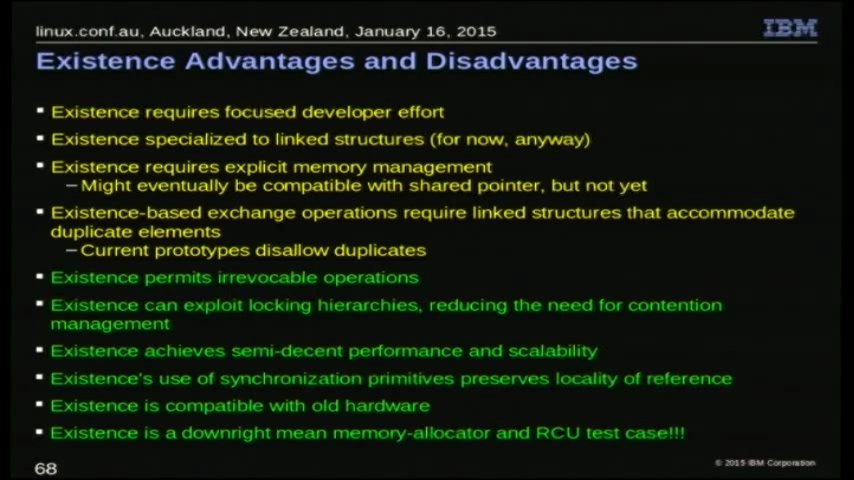 linux.conf.au, Auckland, New Zealand, January 16, 2015
IBM
Existence Advantages and Disadvantages
Existence requires focused developer effort
Existence specialized to linked structures (for now, anyway)
Existence requires explicit memory management
–Might eventually be compatible with shared pointer, but not yet
Existence-based exchange operations require linked structures that accommodate
duplicate elements
–Current prototypes disallow duplicates
Existence permits irrevocable operations
Existence can exploit locking hierarchies, reducing the need for contention
management
Existence achieves semi-decent performance and scalability
Existence's use of synchronization primitives preserves locality of reference
Existence is compatible with old hardware
Existence is a downright mean memory-allocator and RCU test case!!!
68
© 2015 IBM Corporation